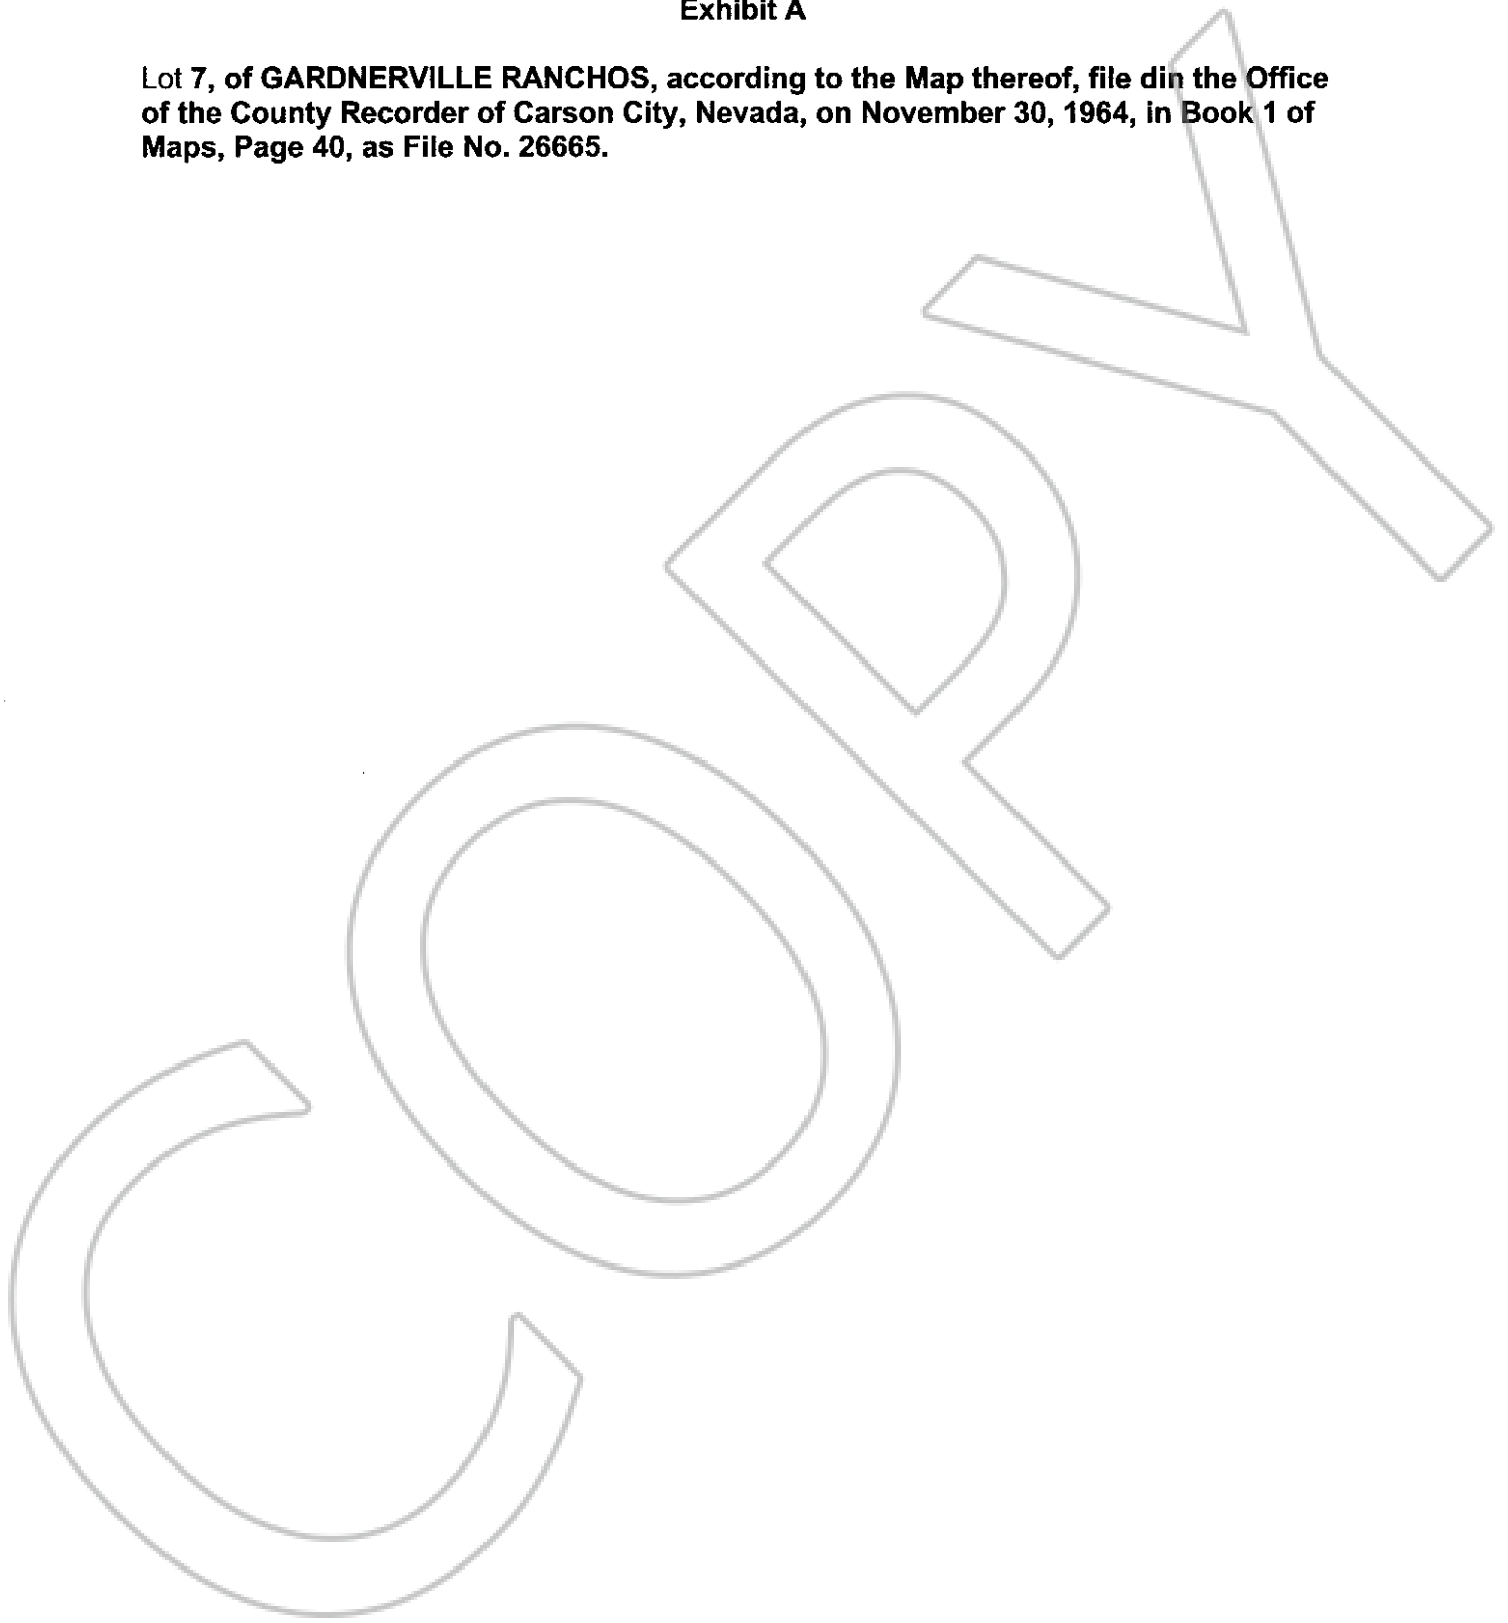 Exhibit A
Lot 7, of GARDNERVILLE RANCHOS, according to the Map thereof, file din the Office
of the County Recorder of Carson City, Nevada, on November 30, 1964, in Book 1 of
Maps, Page 40, as File No. 26665.
COPY